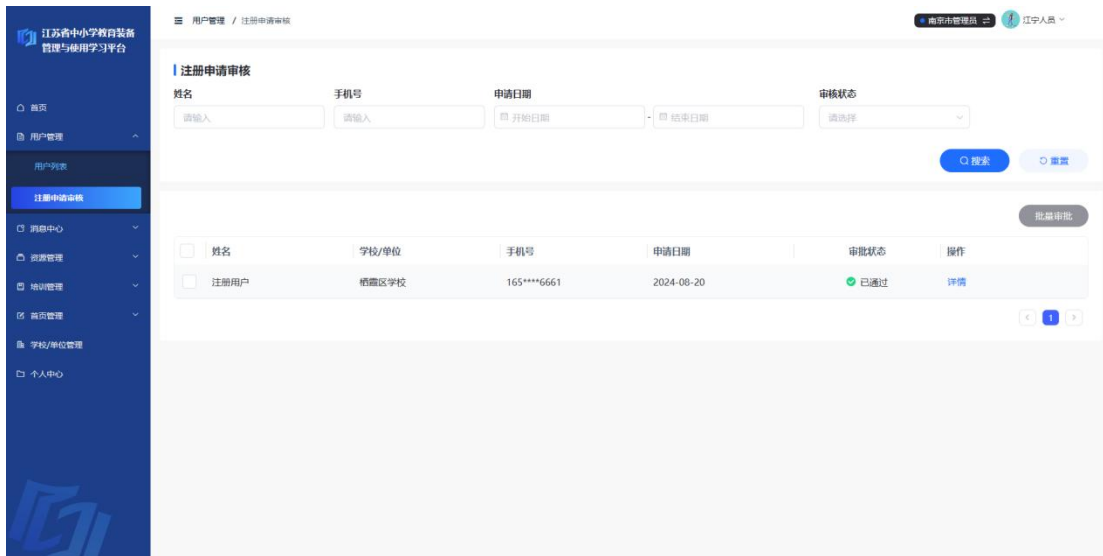 江苏省中小学教育装备
管理与使用学习平台
首页
用户管理
用户列表
注册申请审核
消息中心
资源管理
培训管理
首页管理
学校/单位管理
个人中心
用户管理 / 注册申请审核
南京市管理员
江宁人员
注册申请审核
姓名 手机号 申请日期 审核状态
请输入 请输入 开始日期 - 结束日期 请选择
搜索 重置
批量审批
姓名 学校/单位 手机号 申请日期 审批状态 操作
注册用户 栖霞区学校 165****6661 2024-08-20 已通过 详情
1